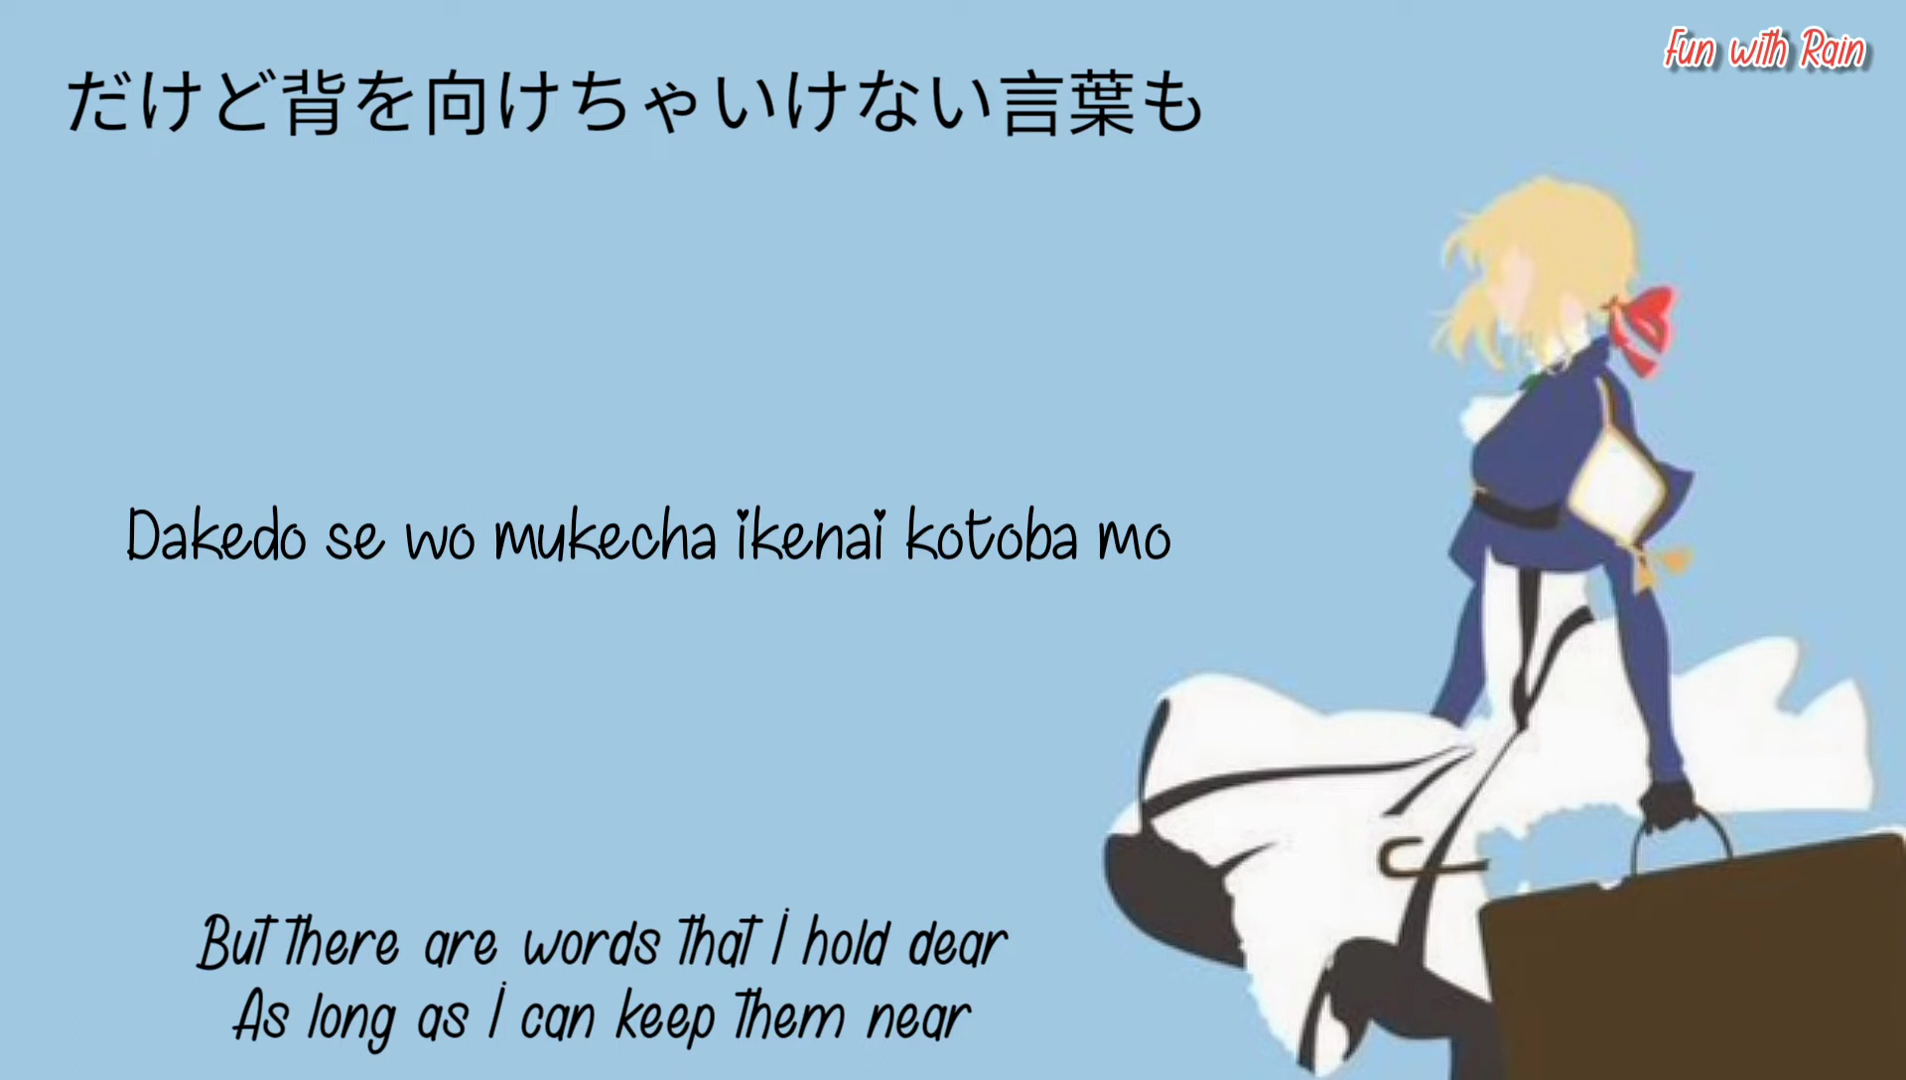 Fun with Rain
だけど背を向けちゃいけない言葉も
Dakedo se wo mukecha ikenai kotoba mo
But there are words that I hold dear
As long as I can keep them near